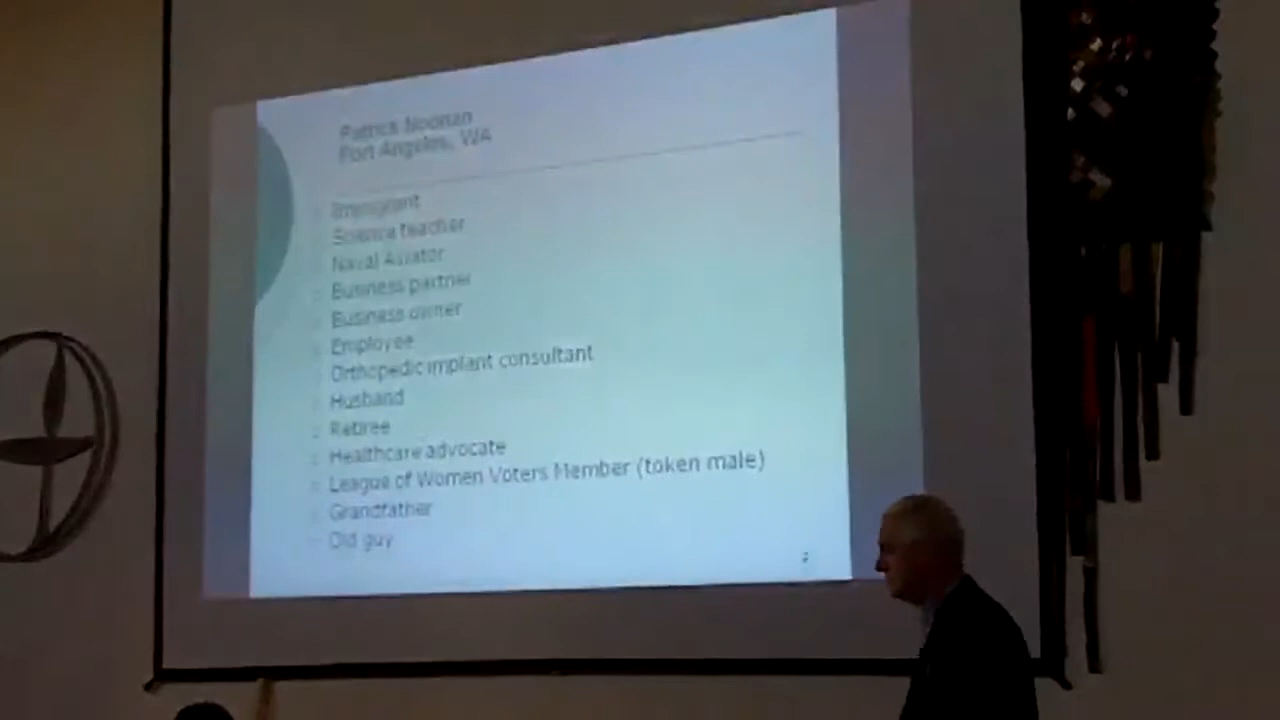 Patrick Noonan
Port Angeles, WA
Immigrant
Science teacher
Naval Aviator
Business partner
Business owner
Employee
Orthopedic implant consultant
Husband
Retiree
Healthcare advocate
League of Women Voters Member (token male)
Grandfather
Old guy
2